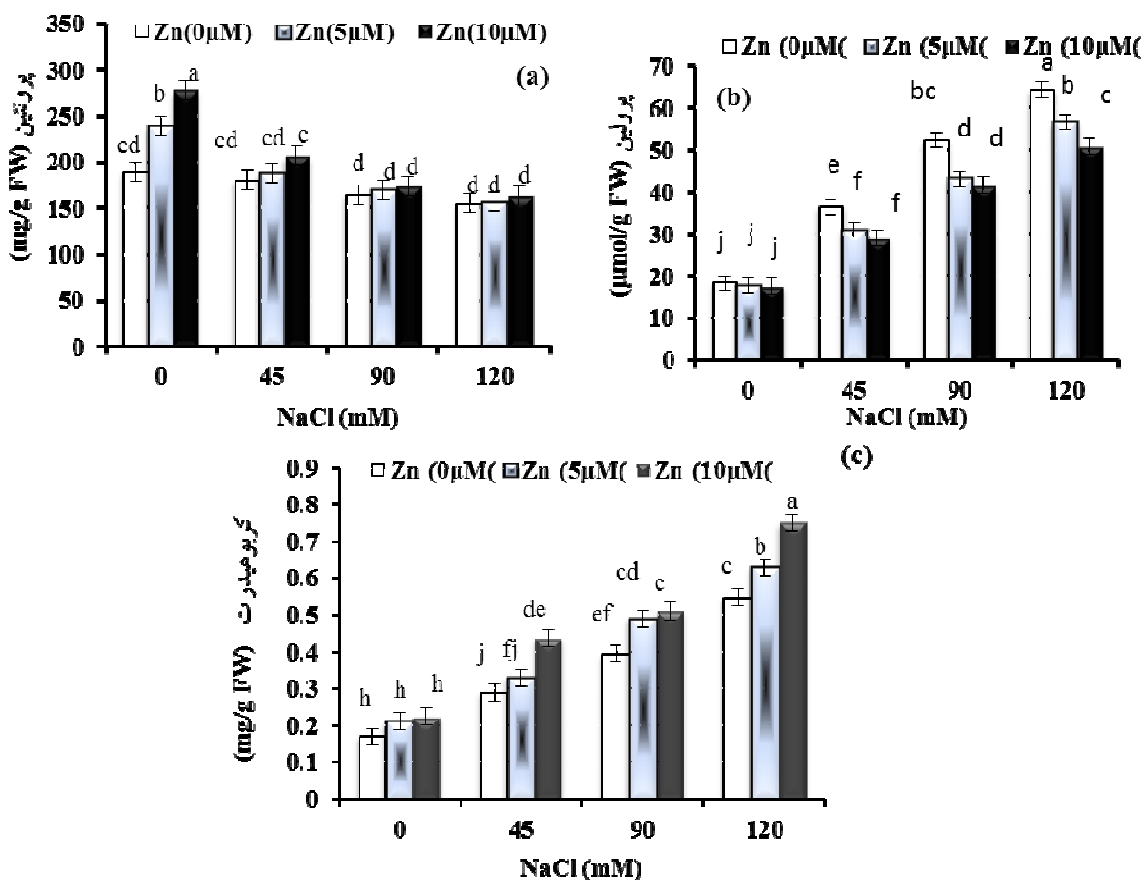 Zn(0µM) Zn(5µM) Zn(10µM)
(a)
پروتئین (mg/g FW)
350
300
250
200
150
100
50
0
cd b a
cd cd c
d d d
d d d
0 45 90 120
NaCl (mM)
Zn (0µM( Zn (5µM( Zn (10µM(
(b)
پرولین (µmol/g FW)
70
60
50
40
30
20
10
0
j j j
e f f
bc d d
a b c
0 45 90 120
NaCl (mM)
(c)
Zn (0µM( Zn (5µM( Zn (10µM(
کربوهیدرت (mg/g FW)
0.9
0.8
0.7
0.6
0.5
0.4
0.3
0.2
0.1
0
h h h
j fj de
ef cd c
c b a
0 45 90 120
NaCl (mM)